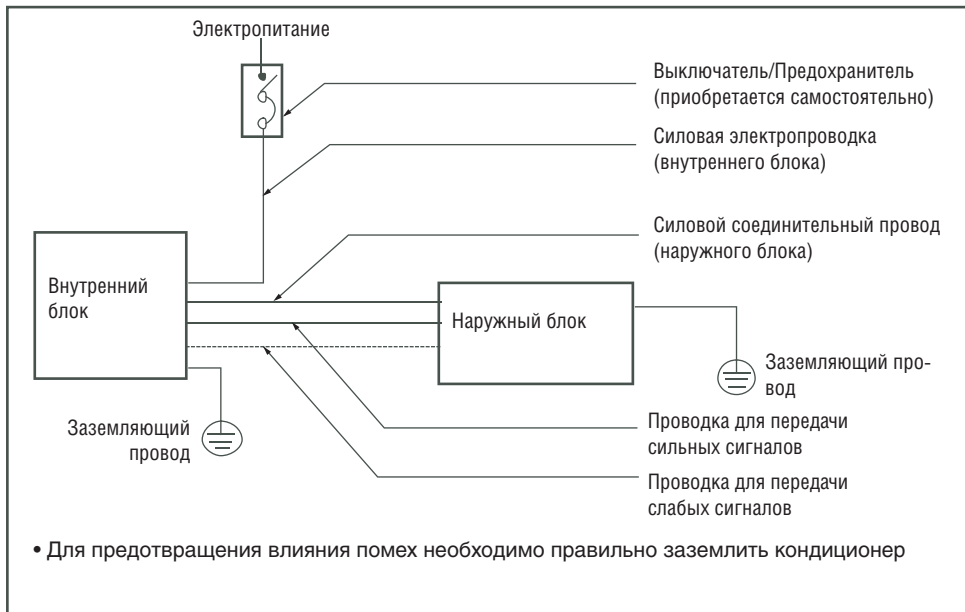 Электропитание
Выключатель/Предохранитель
(приобретается самостоятельно)
Силовая электропроводка
(внутреннего блока)
Силовой соединительный провод
(наружного блока)
Внутренний
блок
Наружный блок
Заземляющий про-
вод
Заземляющий
провод
Проводка для передачи
сильных сигналов
Проводка для передачи
слабых сигналов
• Для предотвращения влияния помех необходимо правильно заземлить кондиционер